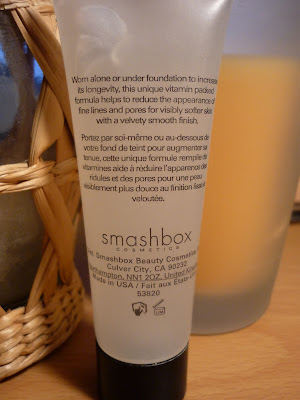 Worn alone or under foundation to increase
its longevity, this unique vitamin packed
formula helps to reduce the appearance of
fine lines and pores for visibly softer skin
with a velvety smooth finish.
Portez par soi-même ou au-dessous de
votre fond de teint pour augmenter sa
tenue, cette unique formule remplie de
vitamines aide à réduire l'apparence des
ridules et des pores pour une peau
visiblement plus douce au finition lisse et
veloutée.
smashbox
COSMETICS
Smashbox Beauty Cosmetics
Culver City, CA 90232
Northampton, NN1 2QZ, United Kingdom
Made in USA / Fait aux États-
53820